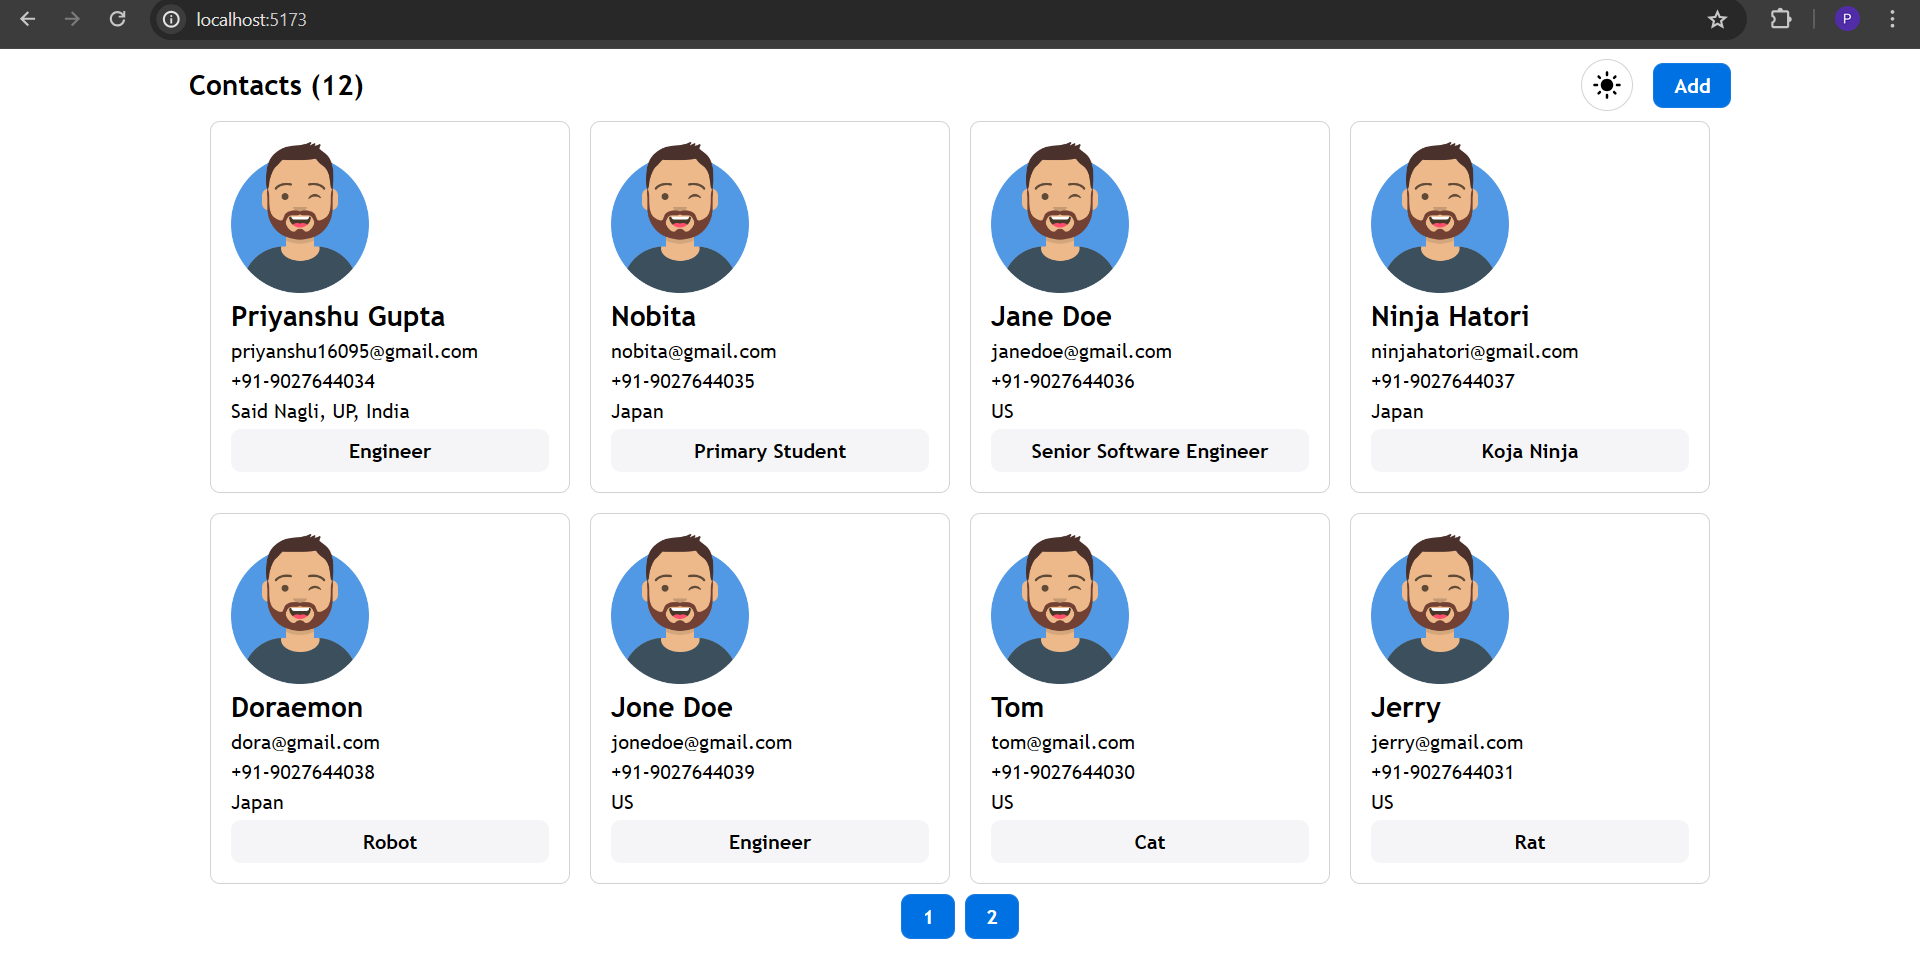 localhost:5173
P
Contacts (12)
Add
Priyanshu Gupta
priyanshu16095@gmail.com
+91-9027644034
Said Nagli, UP, India
Engineer
Nobita
nobita@gmail.com
+91-9027644035
Japan
Primary Student
Jane Doe
janedoe@gmail.com
+91-9027644036
US
Senior Software Engineer
Ninja Hatori
ninjahatori@gmail.com
+91-9027644037
Japan
Koja Ninja
Doraemon
dora@gmail.com
+91-9027644038
Japan
Robot
Jone Doe
jonedoe@gmail.com
+91-9027644039
US
Engineer
Tom
tom@gmail.com
+91-9027644030
US
Cat
Jerry
jerry@gmail.com
+91-9027644031
US
Rat
1 2